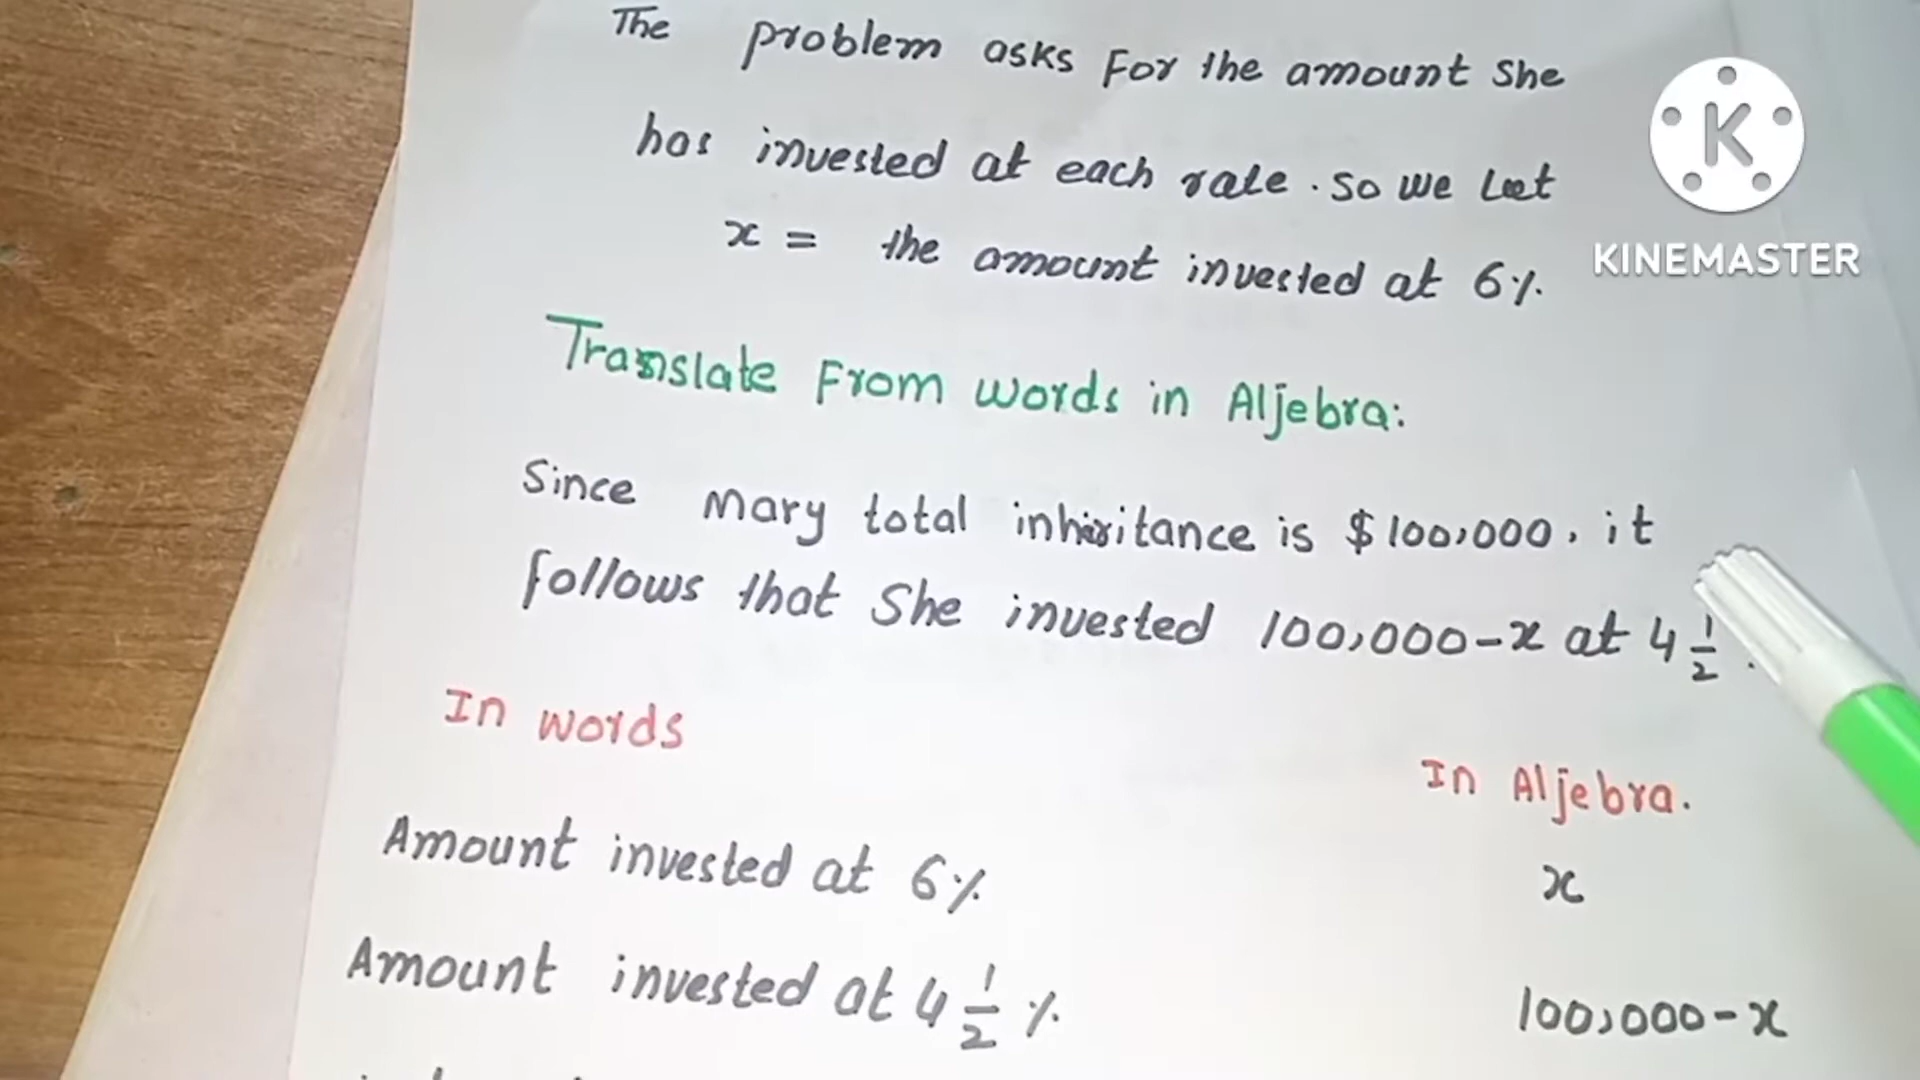 The problem asks For the amount She
has invested at each rate. so we Let
x = the amount invested at 6%.
KINEMASTER
Translate From words in Aljebra:
Since Mary total inheritance is $100,000, it
follows that She invested 100,000-x at 4 1/2.
In words
In Aljebra.
Amount invested at 6%
x
Amount invested at 4 1/2 %
100,000-x